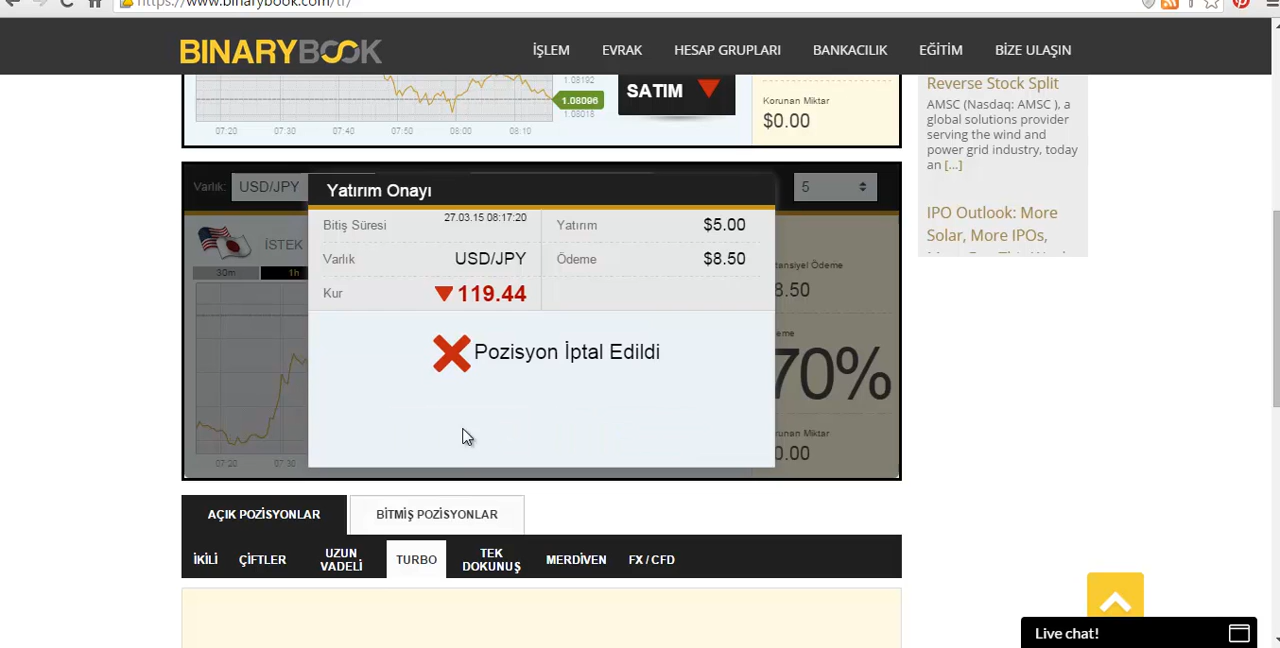 https://www.binarybook.com/tr/
BINARYBOOK
İŞLEM EVRAK HESAP GRUPLARI BANKACILIK EĞİTİM BİZE ULAŞIN
1.08192
1.08096
1.08018
07:20 07:30 07:40 07:50 08:00 08:10
SATIM
Korunan Miktar
$0.00
Reverse Stock Split
AMSC (Nasdaq: AMSC ), a
global solutions provider
serving the wind and
power grid industry, today
an [...]
IPO Outlook: More
Solar, More IPOs,
Varlık: USD/JPY
5
İSTEK
30m 1h
07:20 07:30
Yatırım Onayı
Bitiş Süresi 27.03.15 08:17:20
Yatırım $5.00
Varlık USD/JPY
Ödeme $8.50
Kur 119.44
Pozisyon İptal Edildi
tansiyel Ödeme
8.50
eme
70%
runan Miktar
0.00
AÇIK POZİSYONLAR BİTMİŞ POZİSYONLAR
İKİLİ ÇİFTLER UZUN VADELİ TURBO TEK DOKUNUŞ MERDİVEN FX / CFD
Live chat!